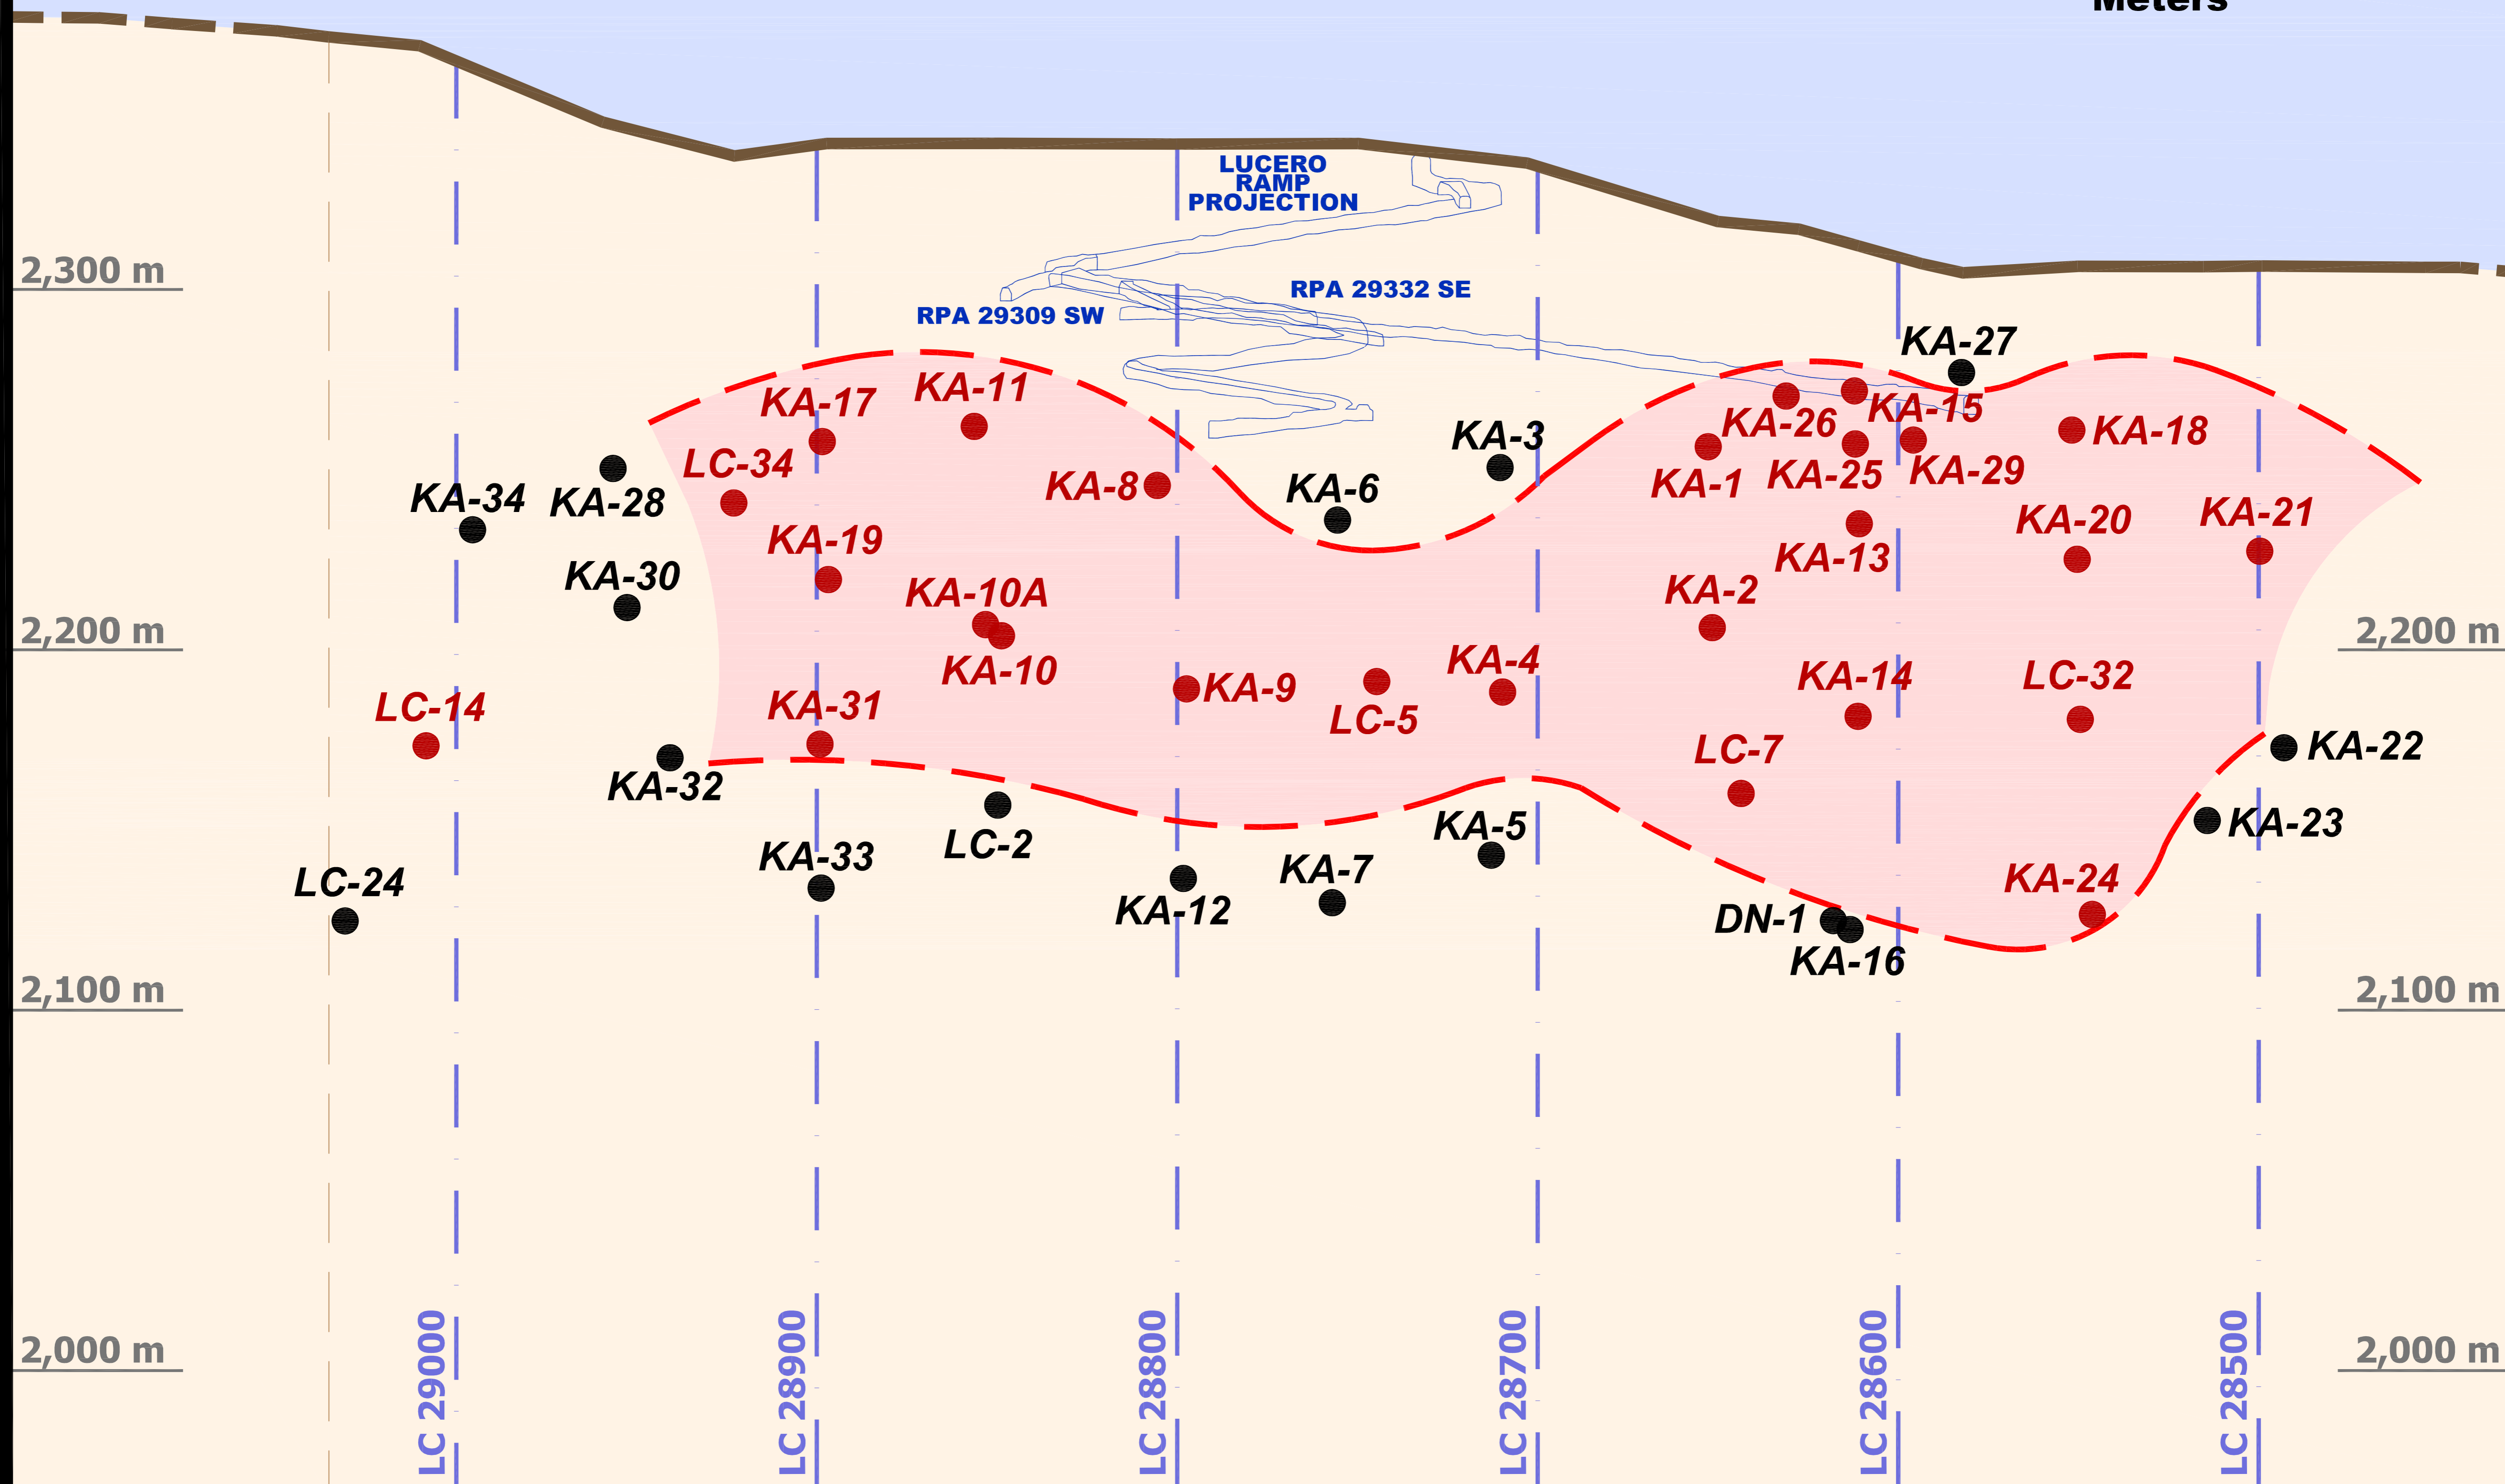 Meters
LUCERO
RAMP
PROJECTION
2,300 m
RPA 29332 SE
RPA 29309 SW
KA-27
KA-17
KA-11
KA-15
KA-26
KA-18
KA-3
LC-34
KA-25
KA-29
KA-1
KA-8
KA-6
KA-34
KA-28
KA-21
KA-20
KA-19
KA-13
KA-30
KA-10A
KA-2
2,200 m
2,200 m
KA-10
KA-4
KA-14
LC-32
KA-9
LC-14
KA-31
LC-5
LC-7
KA-22
KA-32
KA-23
KA-5
LC-2
KA-33
KA-7
LC-24
KA-24
KA-12
DN-1
KA-16
2,100 m
2,100 m
2,000 m
2,000 m
LC 29000
LC 28900
LC 28800
LC 28700
LC 28600
LC 28500